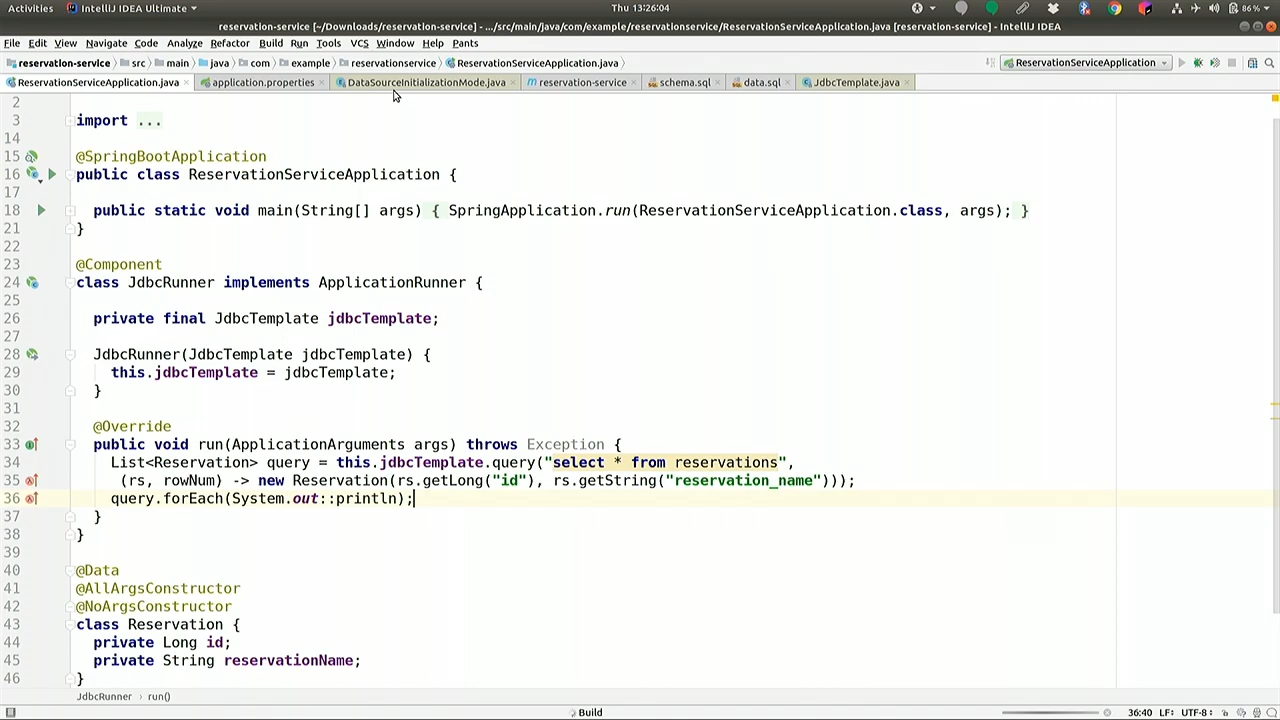 Activities IntelliJ IDEA Ultimate Thu 13:26:04 86%
reservation-service [~/Downloads/reservation-service] - .../src/main/java/com/example/reservationservice/ReservationServiceApplication.java [reservation-service] - IntelliJ IDEA
File Edit View Navigate Code Analyze Refactor Build Run Tools VCS Window Help Pants
reservation-service src main java com example reservationservice ReservationServiceApplication.java ReservationServiceApplication
ReservationServiceApplication.java application.properties DataSourceInitializationMode.java reservation-service schema.sql data.sql JdbcTemplate.java
2
3 import ...
14
15 @SpringBootApplication
16 public class ReservationServiceApplication {
17
18 public static void main(String[] args) { SpringApplication.run(ReservationServiceApplication.class, args); }
21 }
22
23 @Component
24 class JdbcRunner implements ApplicationRunner {
25
26 private final JdbcTemplate jdbcTemplate;
27
28 JdbcRunner(JdbcTemplate jdbcTemplate) {
29 this.jdbcTemplate = jdbcTemplate;
30 }
31
32 @Override
33 public void run(ApplicationArguments args) throws Exception {
34 List<Reservation> query = this.jdbcTemplate.query("select * from reservations",
35 (rs, rowNum) -> new Reservation(rs.getLong("id"), rs.getString("reservation_name")));
36 query.forEach(System.out::println);
37 }
38 }
39
40 @Data
41 @AllArgsConstructor
42 @NoArgsConstructor
43 class Reservation {
44 private Long id;
45 private String reservationName;
46 }
JdbcRunner › run()
Build 36:40 LF: UTF-8: